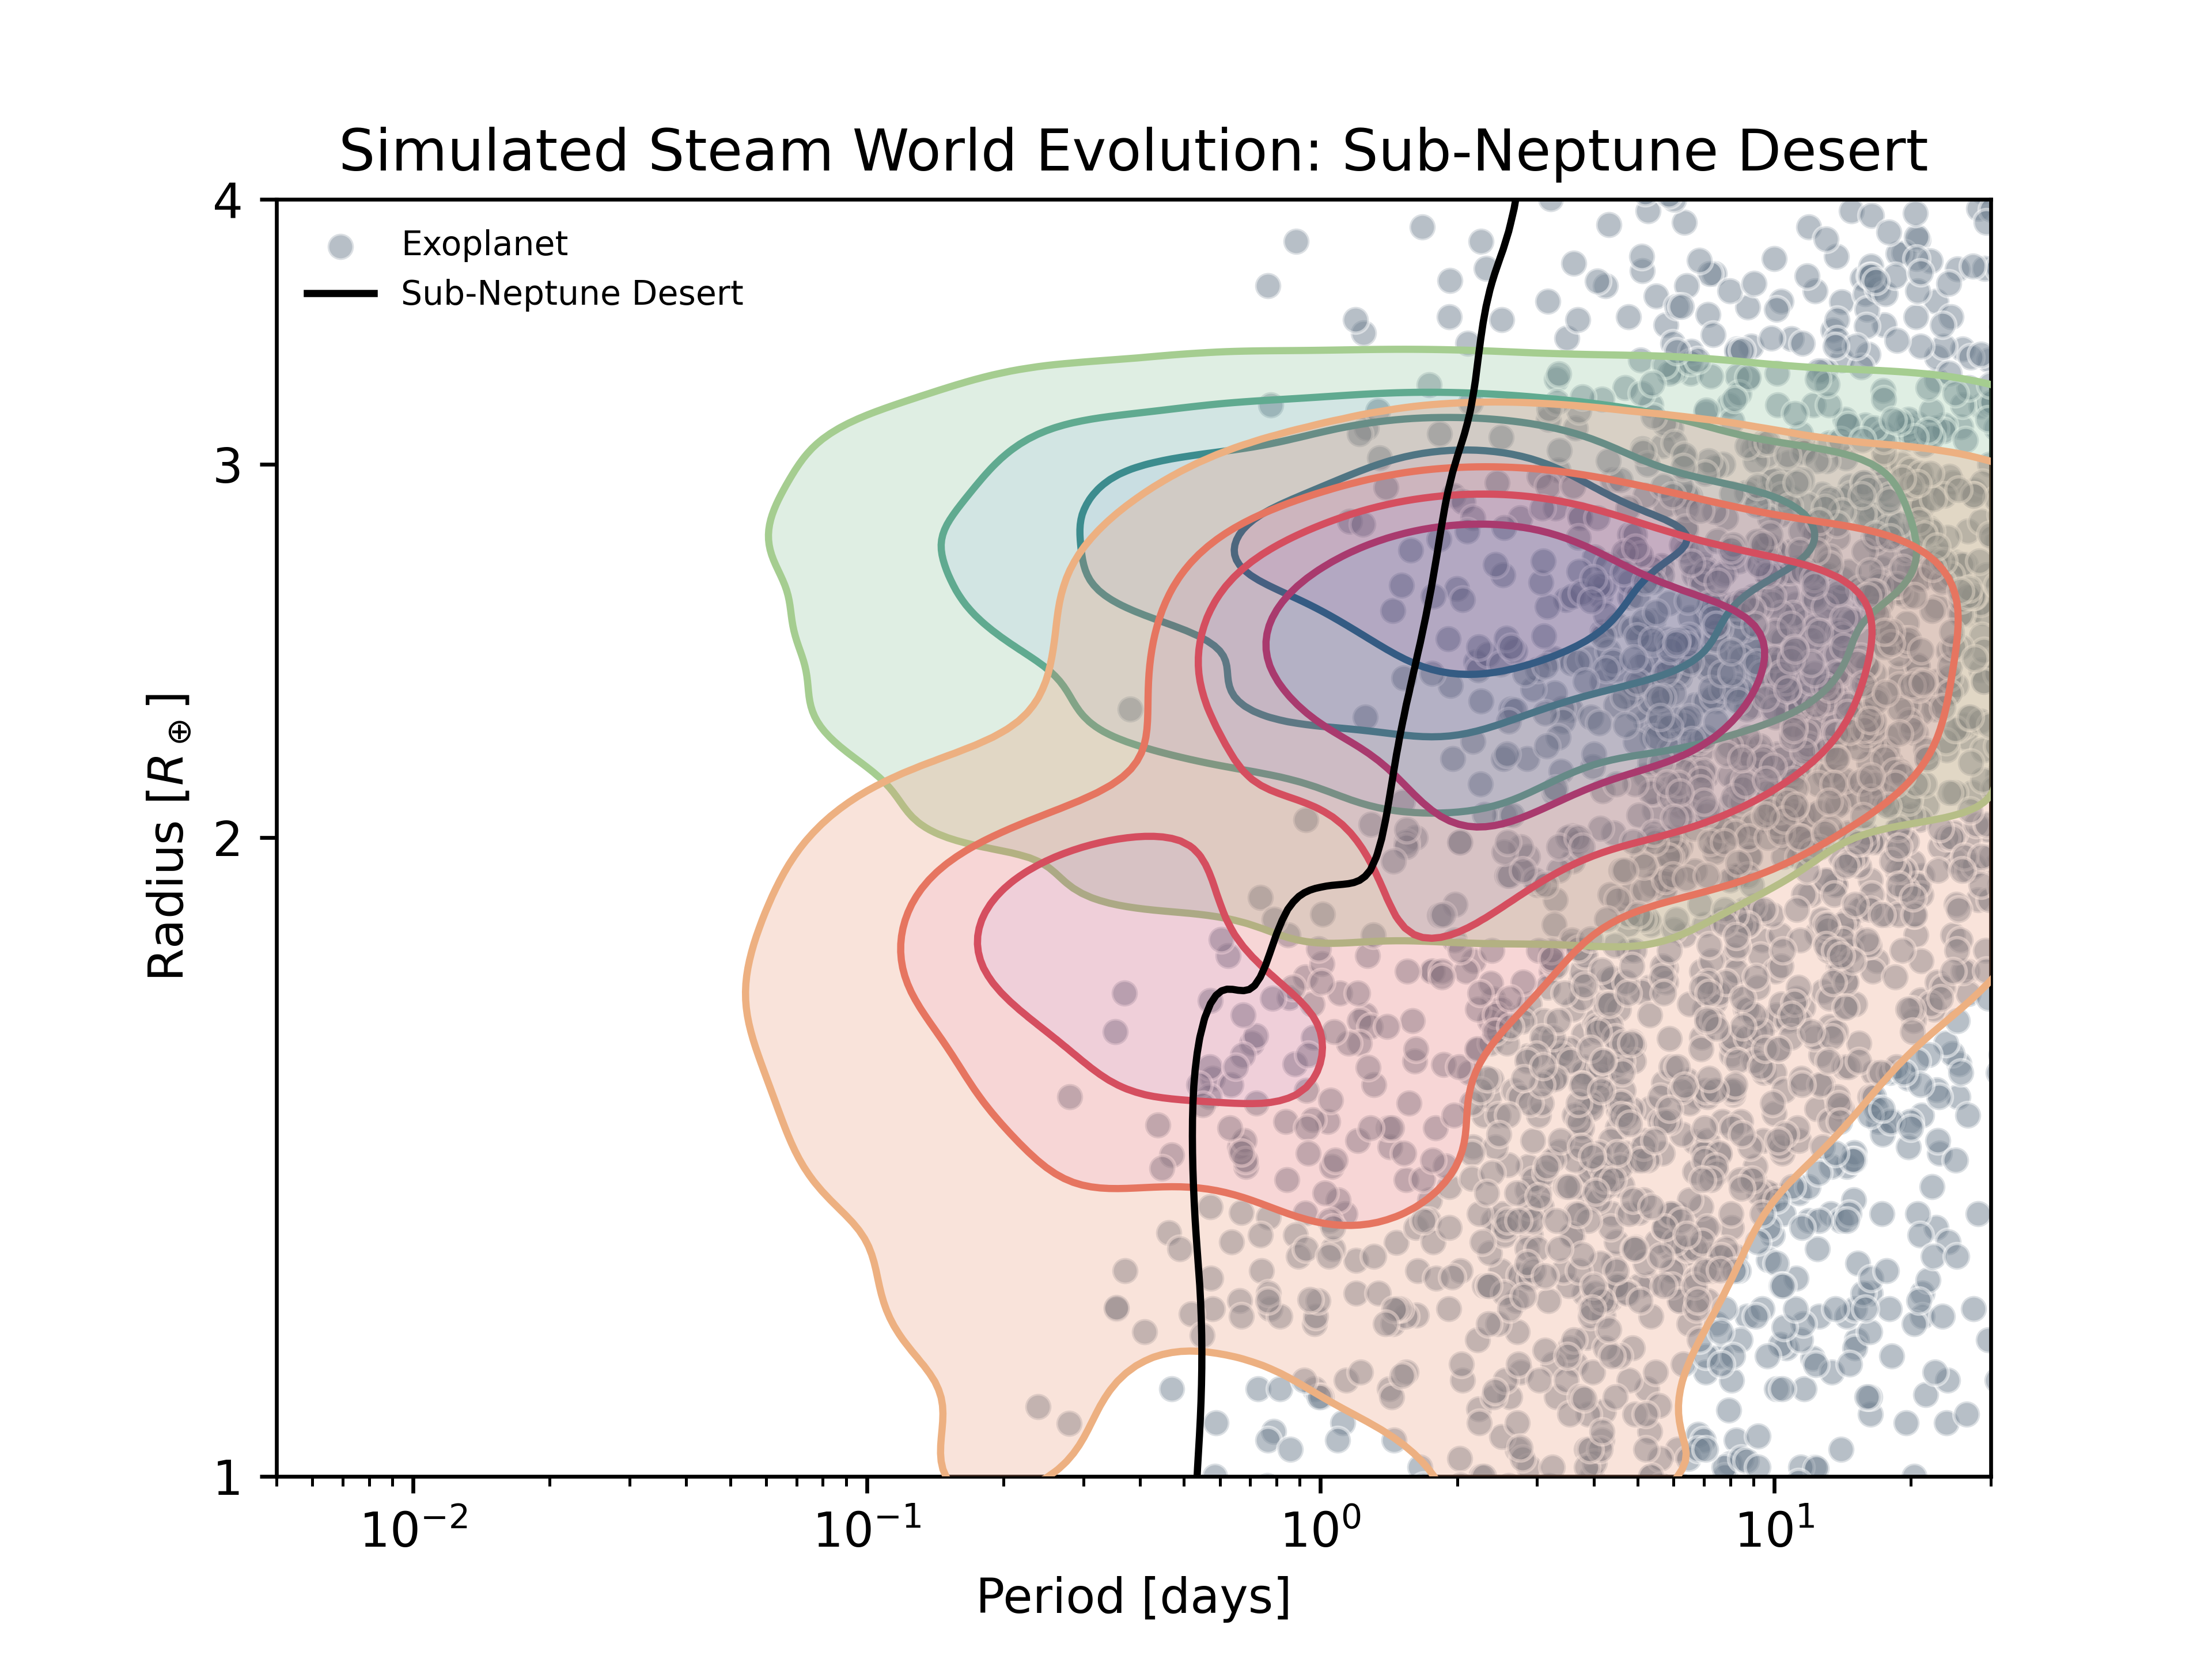 Simulated Steam World Evolution: Sub-Neptune Desert
Exoplanet
Sub-Neptune Desert
4
3
2
1
Radius [R⊕]
10⁻²
10⁻¹
10⁰
10¹
Period [days]